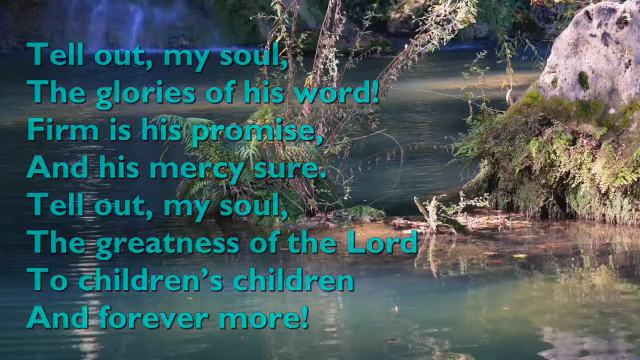 Tell out, my soul,
The glories of his word!
Firm is his promise,
And his mercy sure.
Tell out, my soul,
The greatness of the Lord
To children’s children
And forever more!